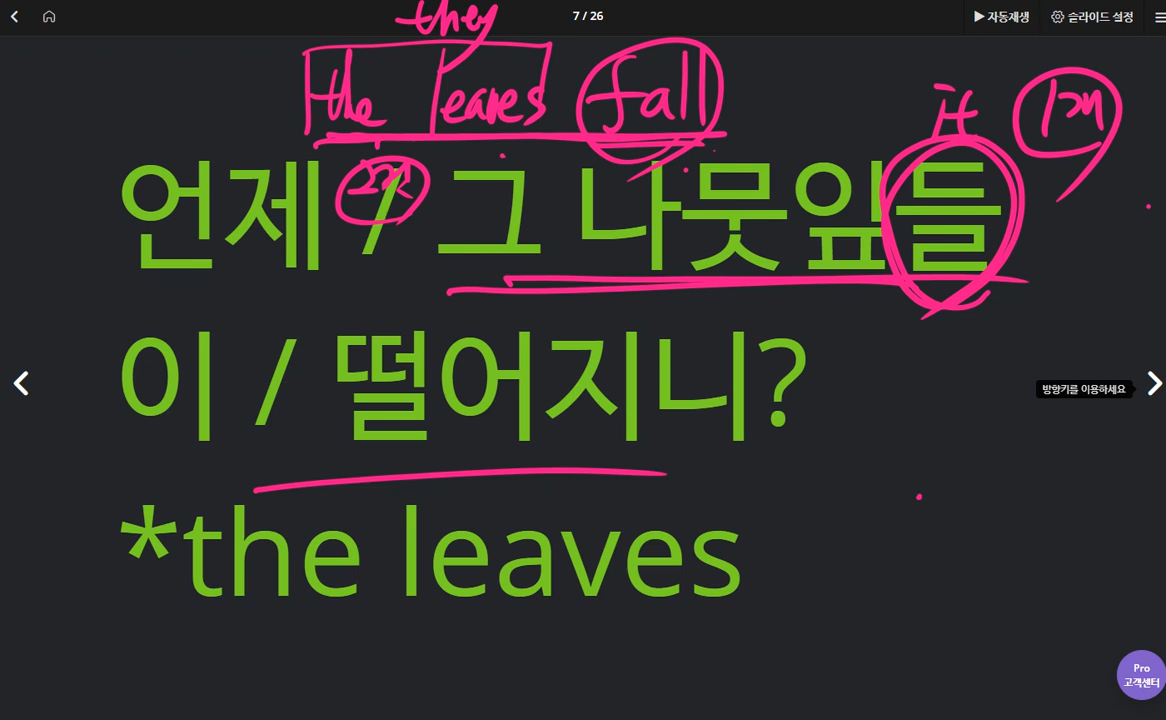 7 / 26
자동재생
슬라이드 설정
they
the leaves fall
it
언제 / 그 나뭇잎들
이 / 떨어지니?
방향키를 이용하세요
*the leaves
Pro
고객센터